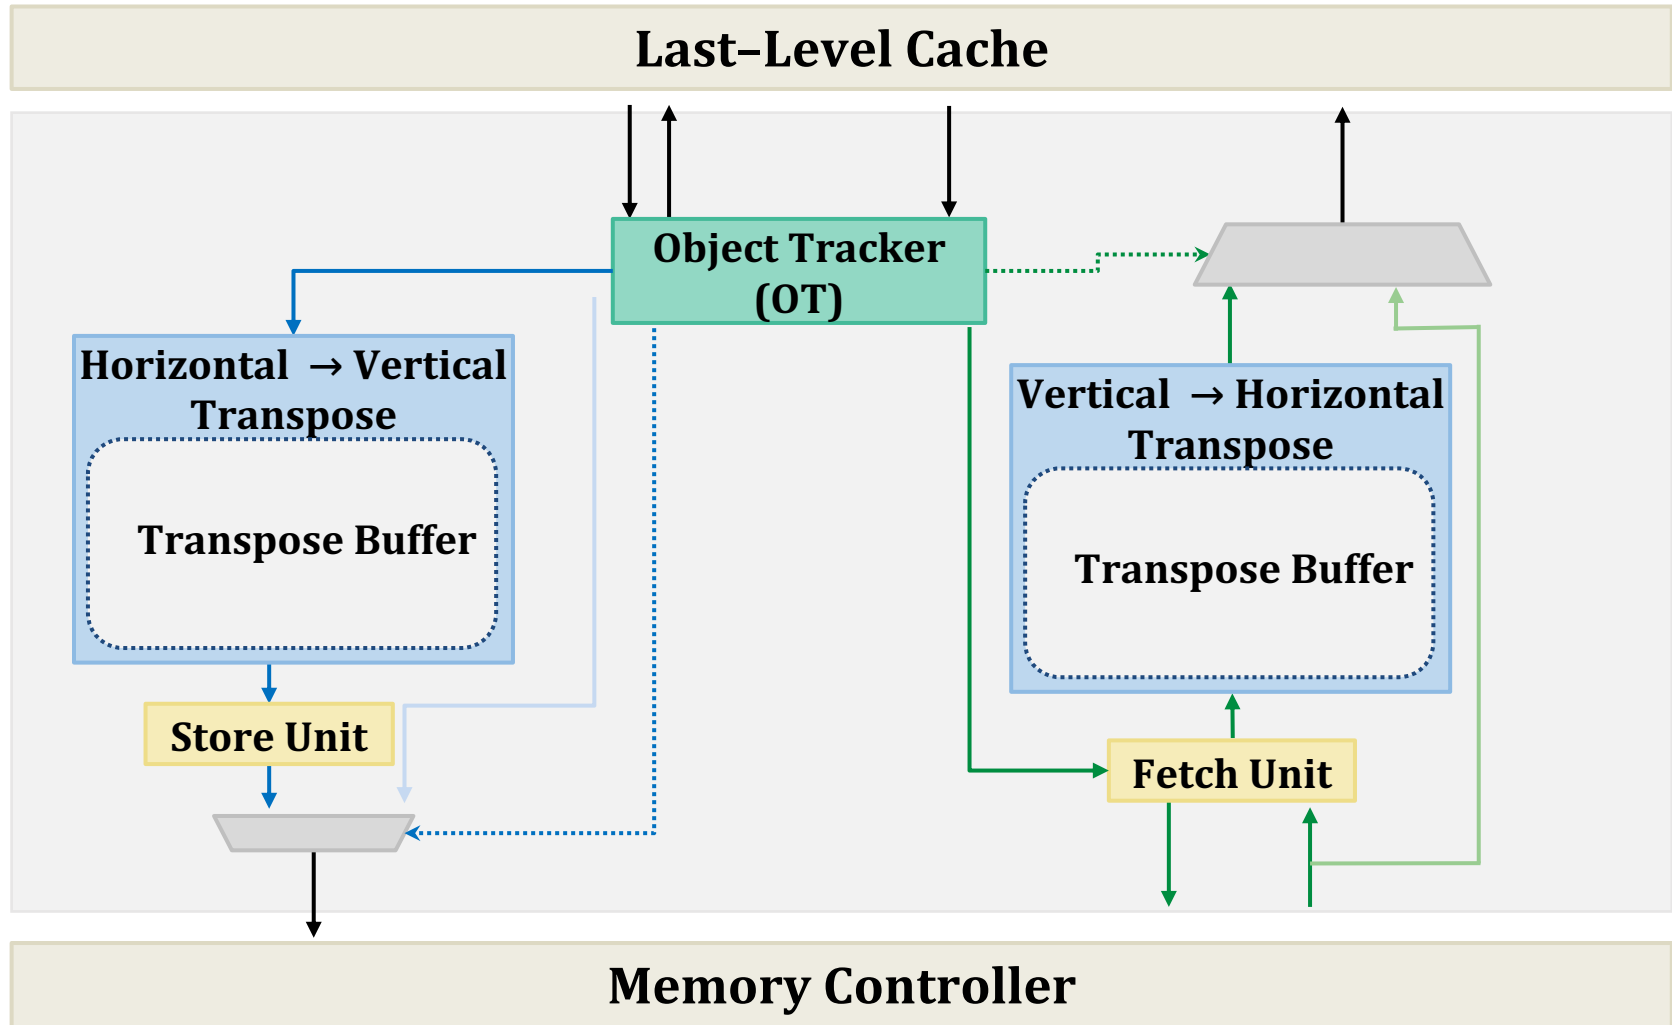 Last–Level Cache
Object Tracker
(OT)
Horizontal → Vertical
Transpose
Transpose Buffer
Store Unit
Vertical → Horizontal
Transpose
Transpose Buffer
Fetch Unit
Memory Controller